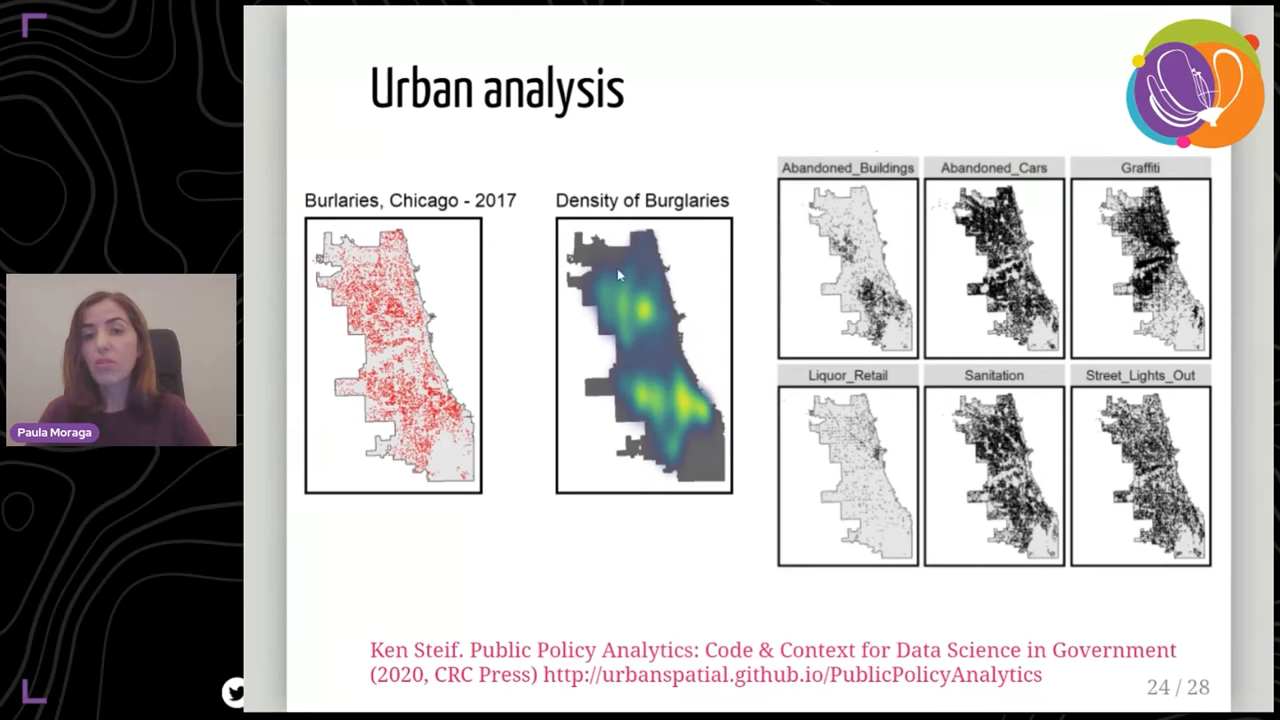 Urban analysis
Burlaries, Chicago - 2017
Density of Burglaries
Abandoned_Buildings
Abandoned_Cars
Graffiti
Liquor_Retail
Sanitation
Street_Lights_Out
Paula Moraga
Ken Steif. Public Policy Analytics: Code & Context for Data Science in Government
(2020, CRC Press) http://urbanspatial.github.io/PublicPolicyAnalytics
24 / 28